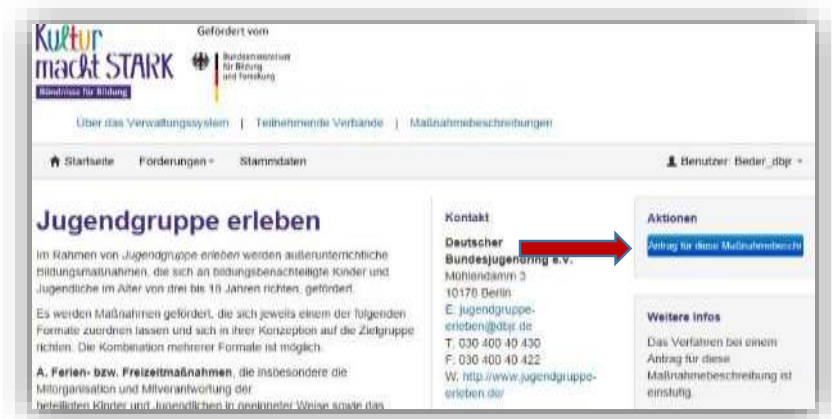 Kultur
macht STARK
Bündnisse für Bildung
Gefördert vom
Bundesministerium
für Bildung
und Forschung
Über das Verwaltungssystem | Teilnehmende Verbände | Maßnahmebeschreibungen
Startseite Förderungen Stammdaten
Benutzer: Beder_dbjr
Jugendgruppe erleben
Im Rahmen von Jugendgruppe erleben werden außerunterrichtliche
Bildungsmaßnahmen, die sich an bildungsbenachteiligte Kinder und
Jugendliche im Alter von drei bis 18 Jahren richten, gefördert.
Es werden Maßnahmen gefördert, die sich jeweils einem der folgenden
Formate zuordnen lassen und sich in ihrer Konzeption auf die Zielgruppe
richten. Die Kombination mehrerer Formate ist möglich.
A. Ferien- bzw. Freizeitmaßnahmen, die insbesondere die
Mitorganisation und Mitverantwortung der
beteiligten Kinder und Jugendlichen in geeigneter Weise sowie das
Kontakt
Deutscher
Bundesjugendring e.V.
Mühlendamm 3
10178 Berlin
E: jugendgruppe-
erleben@dbjr.de
T: 030 400 40 430
F: 030 400 40 422
W: http://www.jugendgruppe-
erleben.de/
Aktionen
Antrag für diese Maßnahmebeschr
Weitere Infos
Das Verfahren bei einem
Antrag für diese
Maßnahmebeschreibung ist
einstufig.